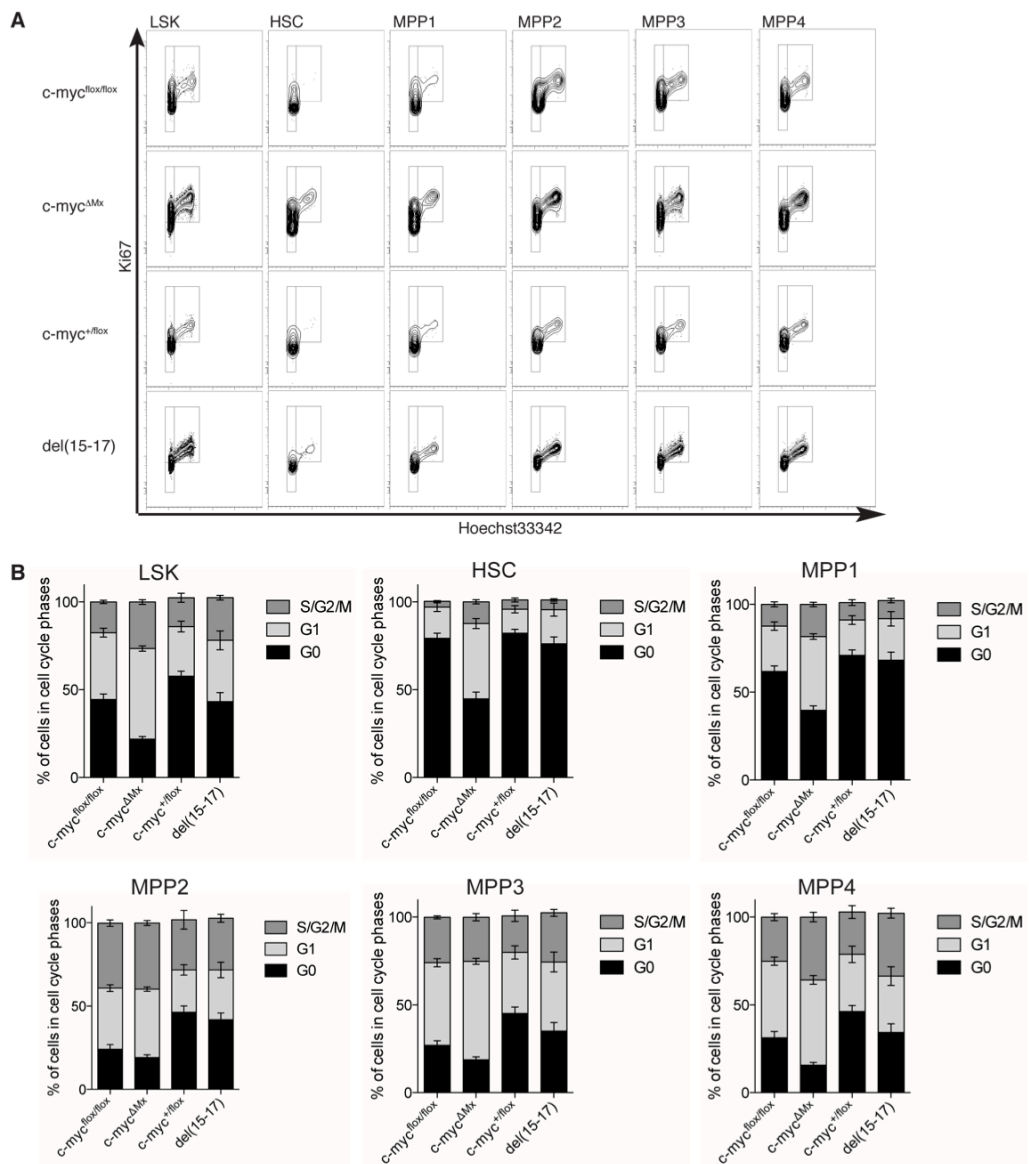 A
LSK HSC MPP1 MPP2 MPP3 MPP4
c-myc^flox/flox
c-myc^ΔMx
c-myc^+/flox
del(15-17)
Ki67
Hoechst33342
B
LSK
% of cells in cell cycle phases
100
50
0
S/G2/M
G1
G0
c-myc^flox/flox
c-myc^ΔMx
c-myc^+/flox
del(15-17)
HSC
% of cells in cell cycle phases
100
50
0
S/G2/M
G1
G0
c-myc^flox/flox
c-myc^ΔMx
c-myc^+/flox
del(15-17)
MPP1
% of cells in cell cycle phases
100
50
0
S/G2/M
G1
G0
c-myc^flox/flox
c-myc^ΔMx
c-myc^+/flox
del(15-17)
MPP2
% of cells in cell cycle phases
100
50
0
S/G2/M
G1
G0
c-myc^flox/flox
c-myc^ΔMx
c-myc^+/flox
del(15-17)
MPP3
% of cells in cell cycle phases
100
50
0
S/G2/M
G1
G0
c-myc^flox/flox
c-myc^ΔMx
c-myc^+/flox
del(15-17)
MPP4
% of cells in cell cycle phases
100
50
0
S/G2/M
G1
G0
c-myc^flox/flox
c-myc^ΔMx
c-myc^+/flox
del(15-17)